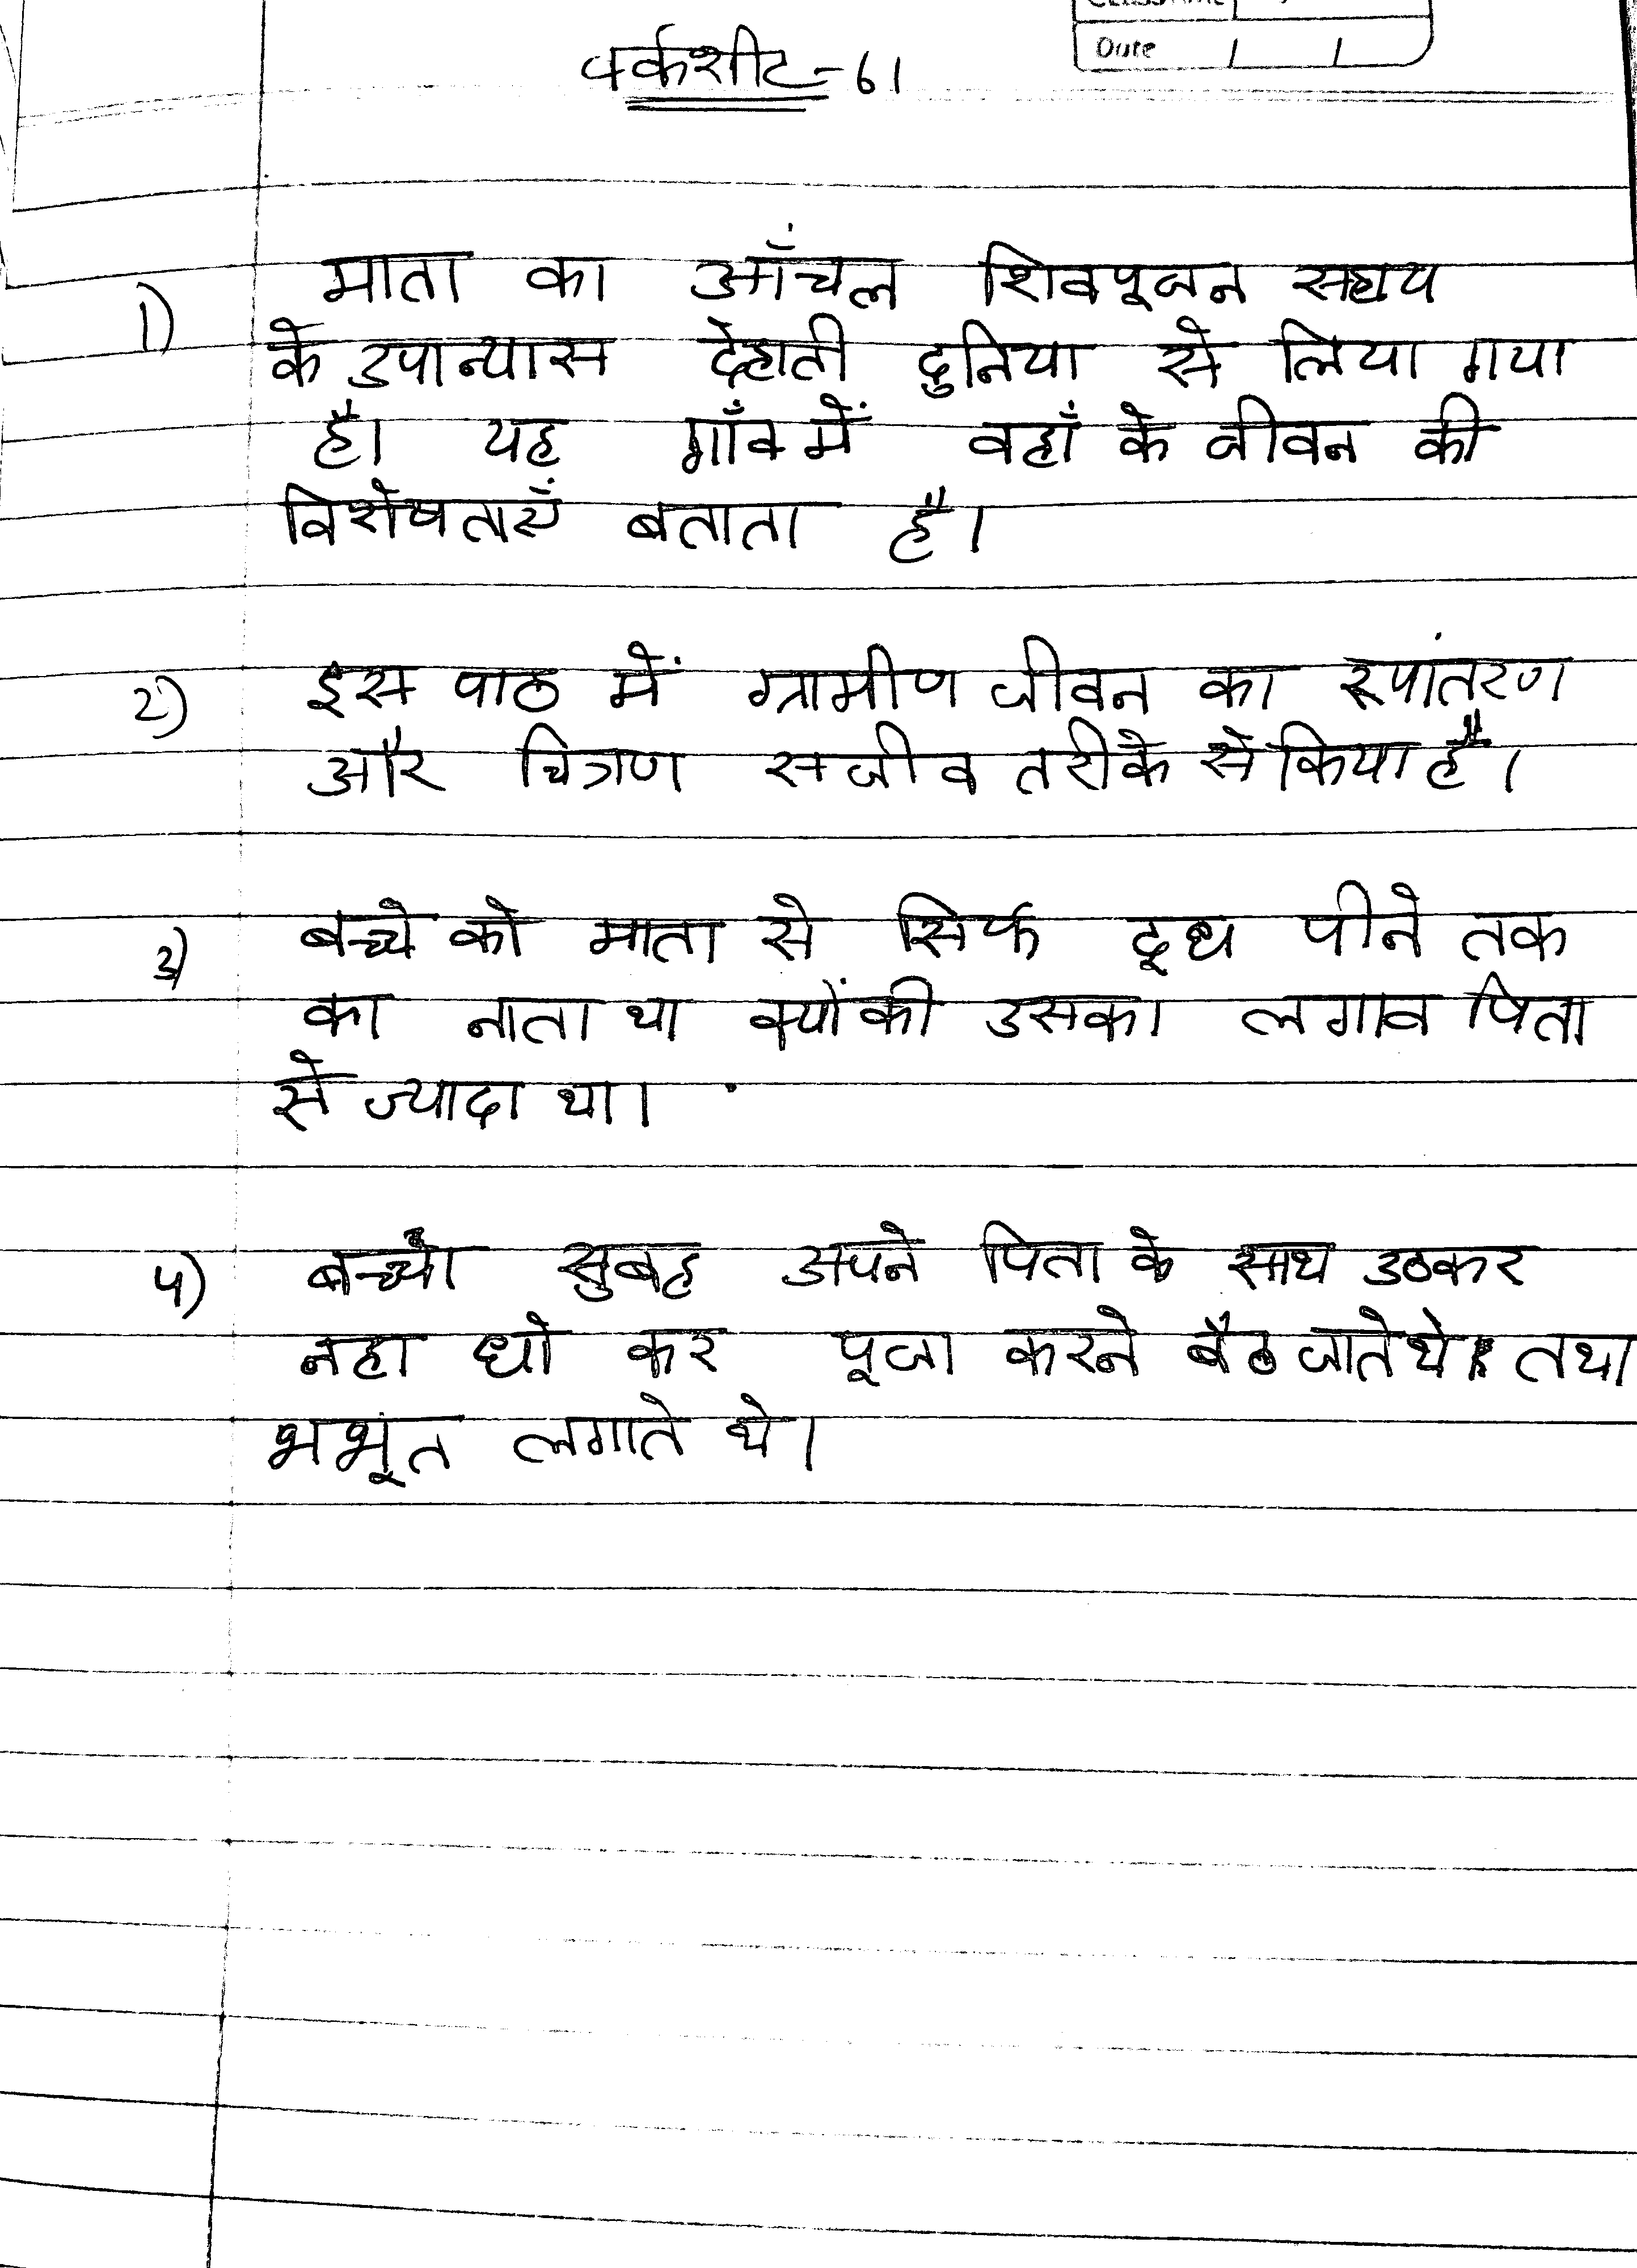 Date / /
वर्कशीट - 61
1) माता का आँचल शिवपूजन सहाय
के उपान्यास देहाती दुनिया से लिया गया
है। यह गाँव में वहाँ के जीवन की
विशेषताएँ बताता है।
2) इस पाठ में ग्रामीण जीवन का रूपांतरण
और चित्रण सजीव तरीके से किया है।
3) बच्चे को माता से सिर्फ दूध पीने तक
का नाता था क्योंकी उसका लगाव पिता
से ज्यादा था।
4) बच्चो सुबह अपने पिता के साथ उठकर
नहा धो कर पूजा करने बैठ जाते थे तथा
भभूत लगाते थे।